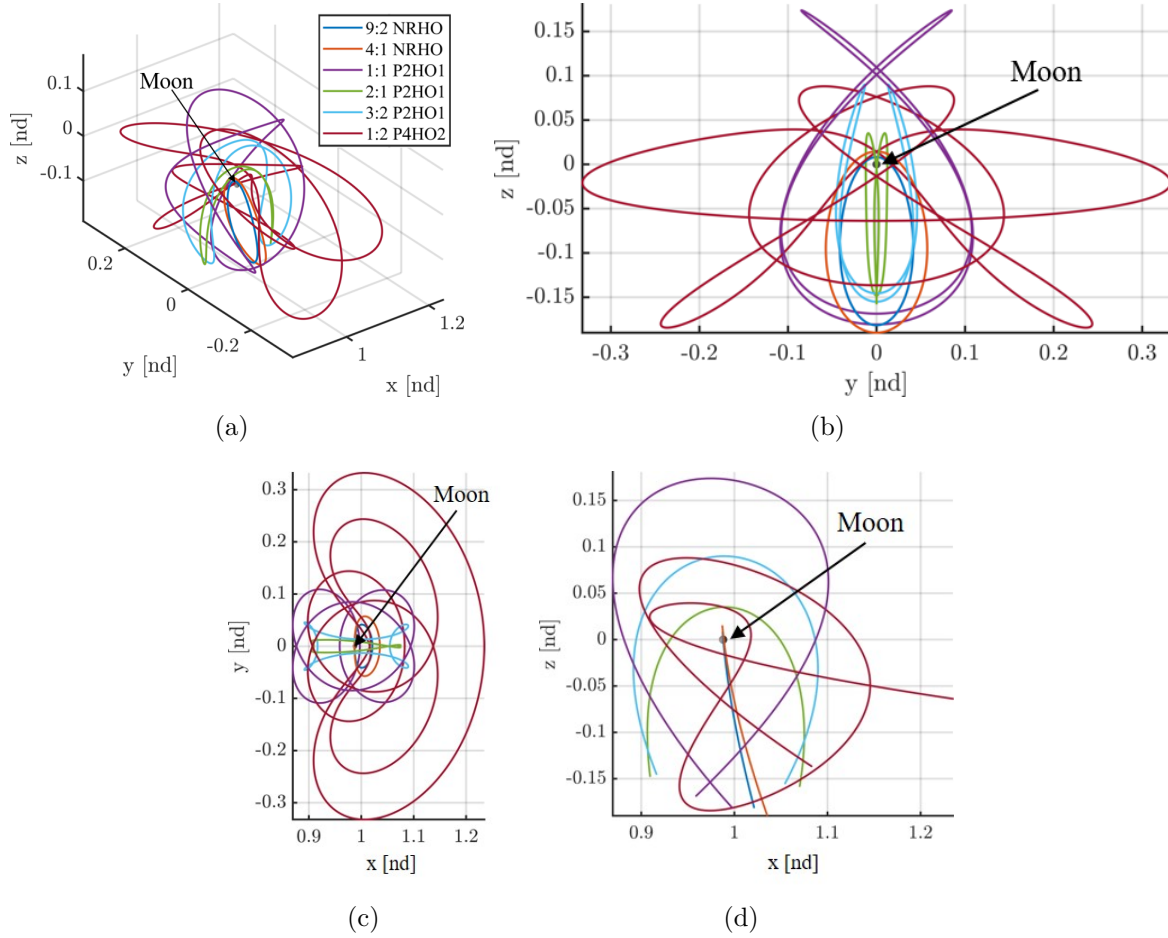 9:2 NRHO
4:1 NRHO
1:1 P2HO1
2:1 P2HO1
3:2 P2HO1
1:2 P4HO2
Moon
0.1
0
-0.1
z [nd]
0.2
0
-0.2
y [nd]
1
1.2
x [nd]
(a)
0.15
0.1
0.05
0
-0.05
-0.1
-0.15
z [nd]
Moon
-0.3 -0.2 -0.1 0 0.1 0.2 0.3
y [nd]
(b)
0.3
0.2
0.1
0
-0.1
-0.2
-0.3
y [nd]
Moon
0.9 1 1.1 1.2
x [nd]
(c)
0.15
0.1
0.05
0
-0.05
-0.1
-0.15
z [nd]
Moon
0.9 1 1.1 1.2
x [nd]
(d)